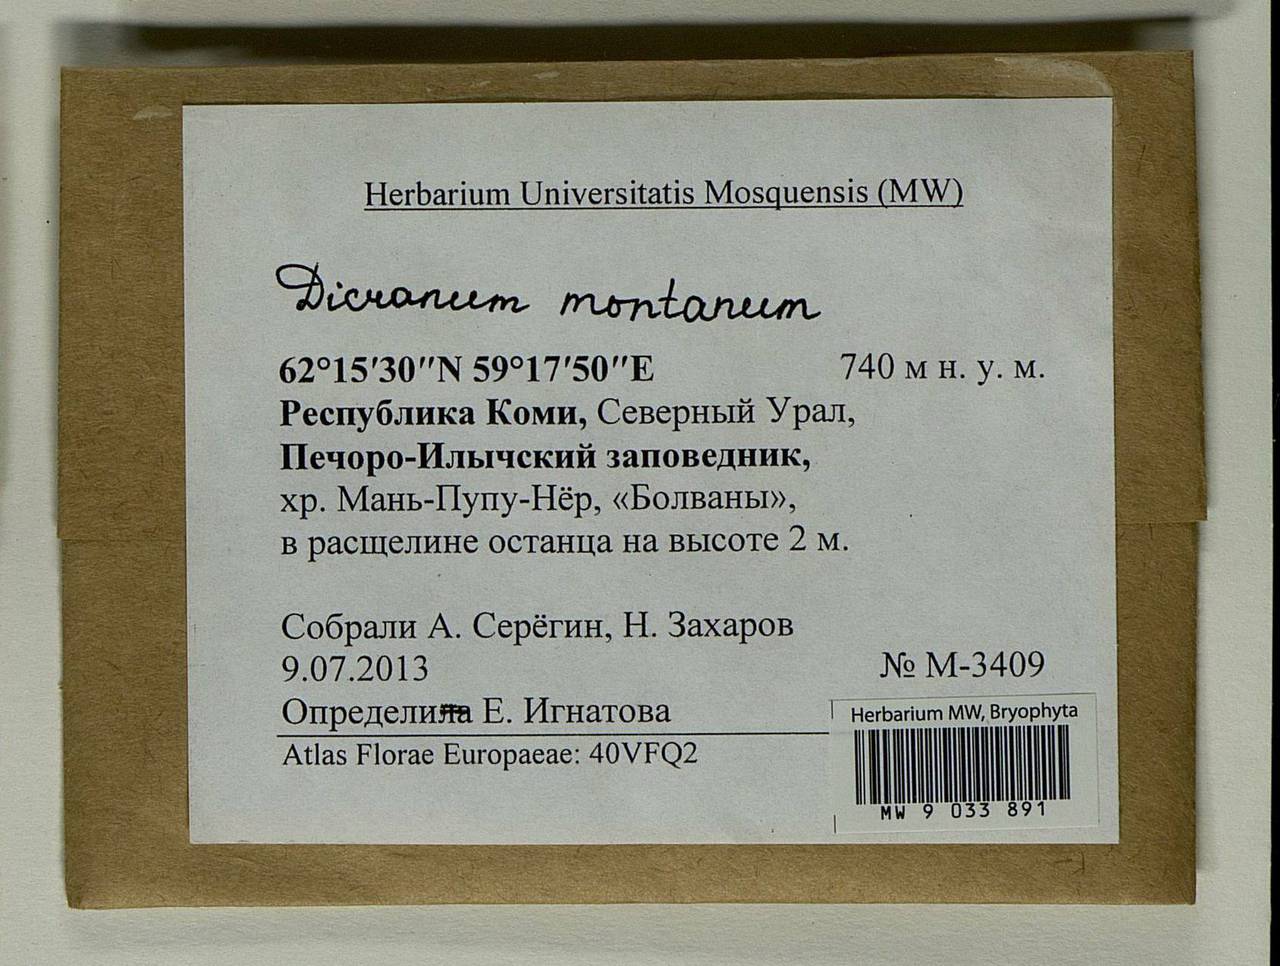 Herbarium Universitatis Mosquensis (MW)
Dicranum montanum
62°15′30″N 59°17′50″E 740 м н. у. м.
Республика Коми, Северный Урал,
Печоро-Илычский заповедник,
хр. Мань-Пупу-Нёр, «Болваны»,
в расщелине останца на высоте 2 м.
Собрали А. Серёгин, Н. Захаров
9.07.2013 № М-3409
Определила Е. Игнатова
Atlas Florae Europaeae: 40VFQ2
Herbarium MW, Bryophyta
MW 9 033 891